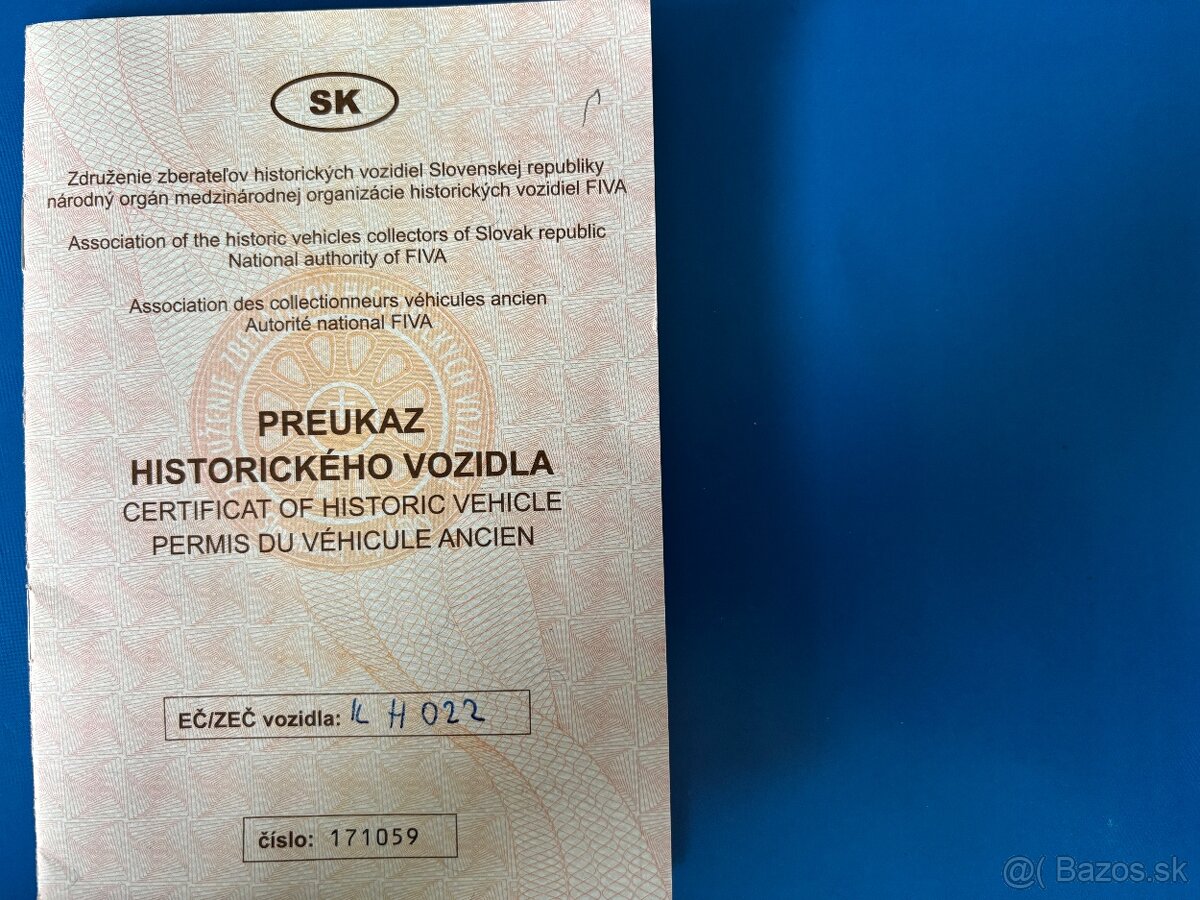 SK
Združenie zberateľov historických vozidiel Slovenskej republiky
národný orgán medzinárodnej organizácie historických vozidiel FIVA
Association of the historic vehicles collectors of Slovak republic
National authority of FIVA
Association des collectionneurs véhicules ancien
Autorité national FIVA
PREUKAZ
HISTORICKÉHO VOZIDLA
CERTIFICAT OF HISTORIC VEHICLE
PERMIS DU VÉHICULE ANCIEN
EČ/ZEČ vozidla: K H 022
číslo: 171059
@( Bazos.sk